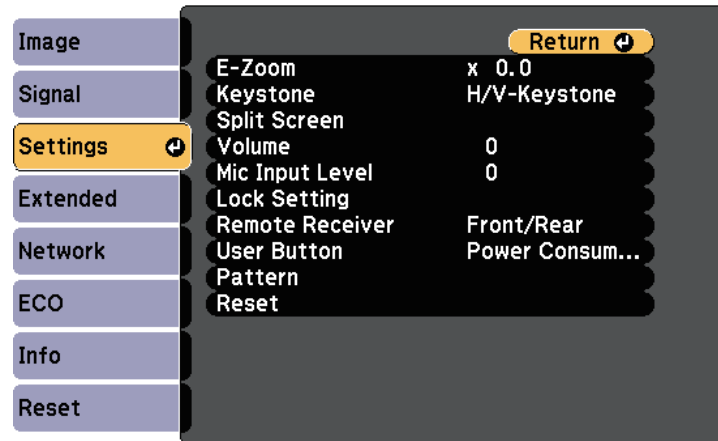 Image
Signal
Settings
Extended
Network
ECO
Info
Reset
Return
E-Zoom x 0.0
Keystone H/V-Keystone
Split Screen
Volume 0
Mic Input Level 0
Lock Setting
Remote Receiver Front/Rear
User Button Power Consum...
Pattern
Reset